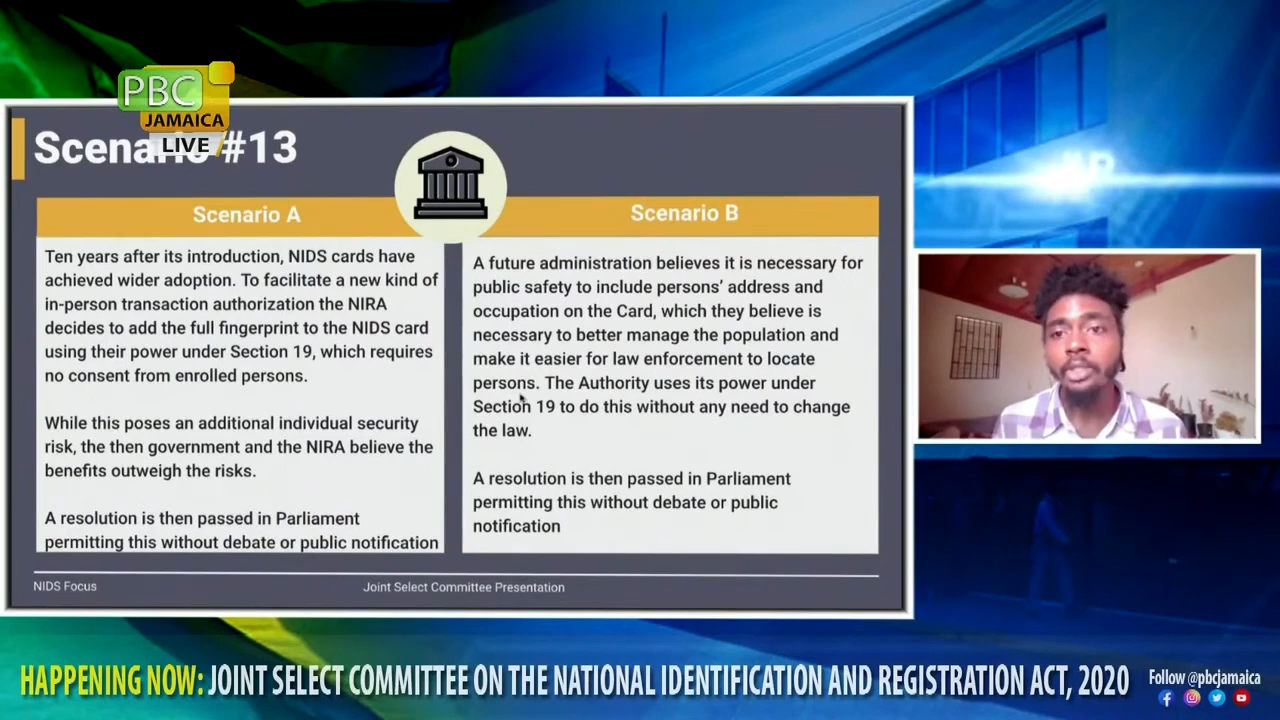 PBC
JAMAICA
LIVE
Scenario #13
Scenario A
Ten years after its introduction, NIDS cards have
achieved wider adoption. To facilitate a new kind of
in-person transaction authorization the NIRA
decides to add the full fingerprint to the NIDS card
using their power under Section 19, which requires
no consent from enrolled persons.
While this poses an additional individual security
risk, the then government and the NIRA believe the
benefits outweigh the risks.
A resolution is then passed in Parliament
permitting this without debate or public notification
Scenario B
A future administration believes it is necessary for
public safety to include persons' address and
occupation on the Card, which they believe is
necessary to better manage the population and
make it easier for law enforcement to locate
persons. The Authority uses its power under
Section 19 to do this without any need to change
the law.
A resolution is then passed in Parliament
permitting this without debate or public
notification
NIDS Focus
Joint Select Committee Presentation
HAPPENING NOW: JOINT SELECT COMMITTEE ON THE NATIONAL IDENTIFICATION AND REGISTRATION ACT, 2020
Follow @pbcjamaica